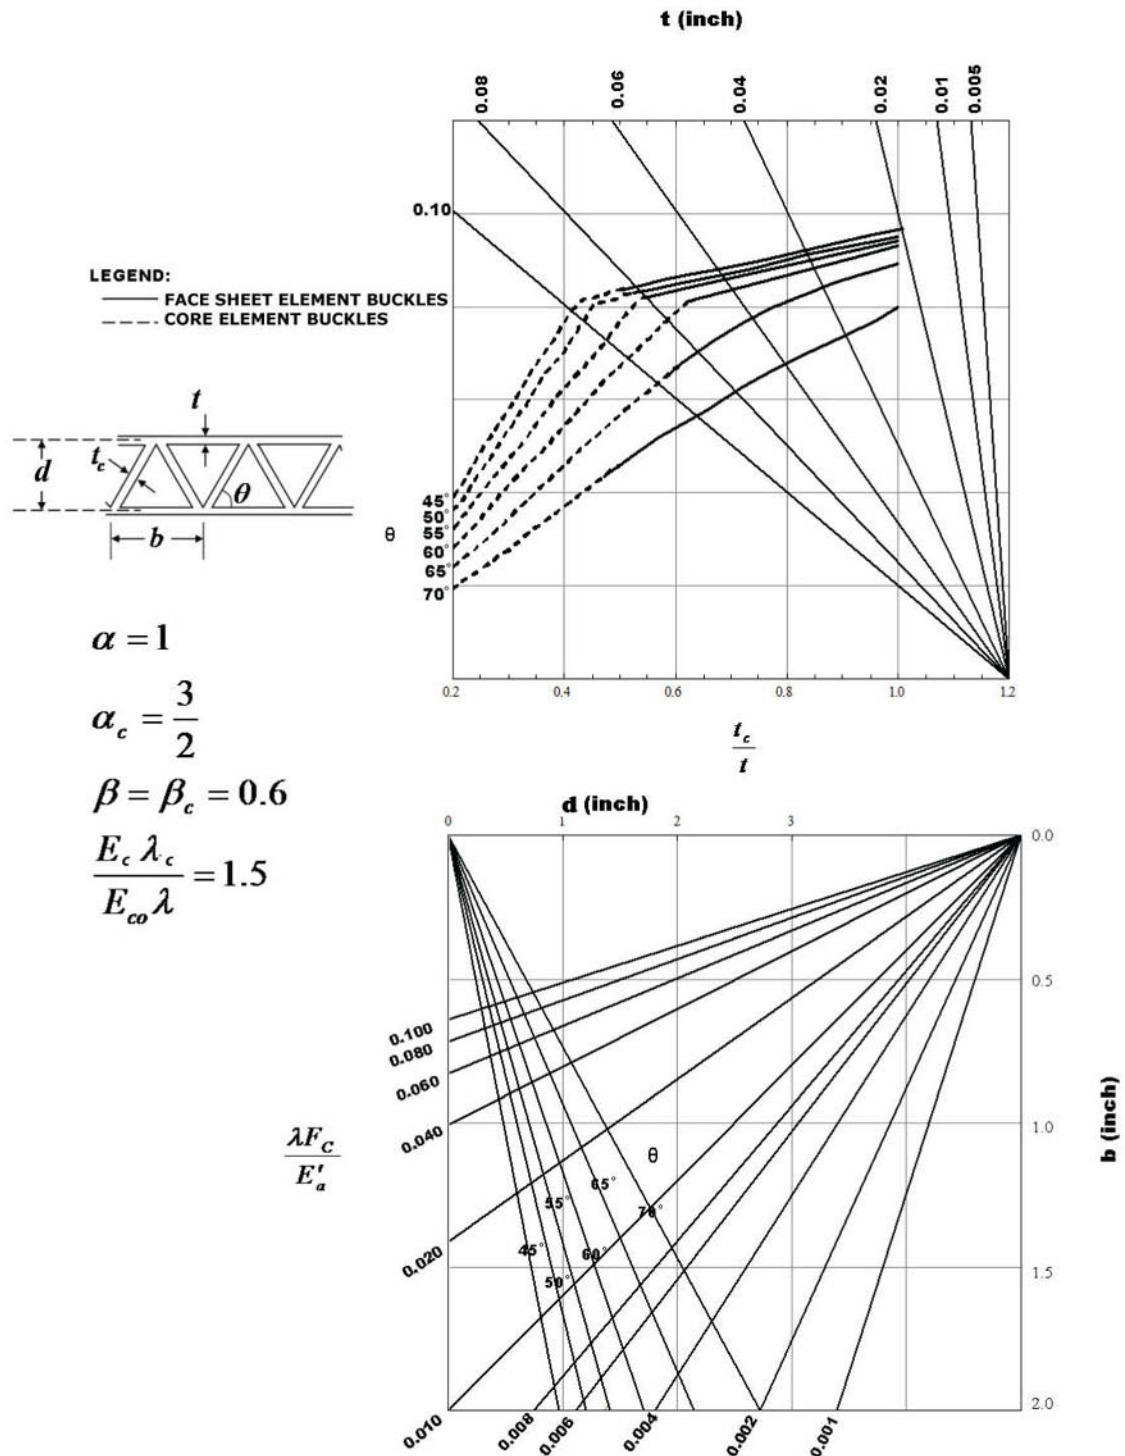 t (inch)
0.08
0.06
0.04
0.02
0.01
0.005
0.10
LEGEND:
FACE SHEET ELEMENT BUCKLES
CORE ELEMENT BUCKLES
t
d
t_c
θ
b
θ
45°
50°
55°
60°
65°
70°
0.2 0.4 0.6 0.8 1.0 1.2
t_c
t
α = 1
α_c = 3/2
β = β_c = 0.6
E_c λ_c / E_co λ = 1.5
d (inch)
0 1 2 3
0.0
0.5
1.0
1.5
2.0
b (inch)
0.100
0.080
0.060
0.040
0.020
0.010
0.008
0.006
0.004
0.002
0.001
λF_C
E′_a
θ
65°
55°
70°
45°
60°
50°